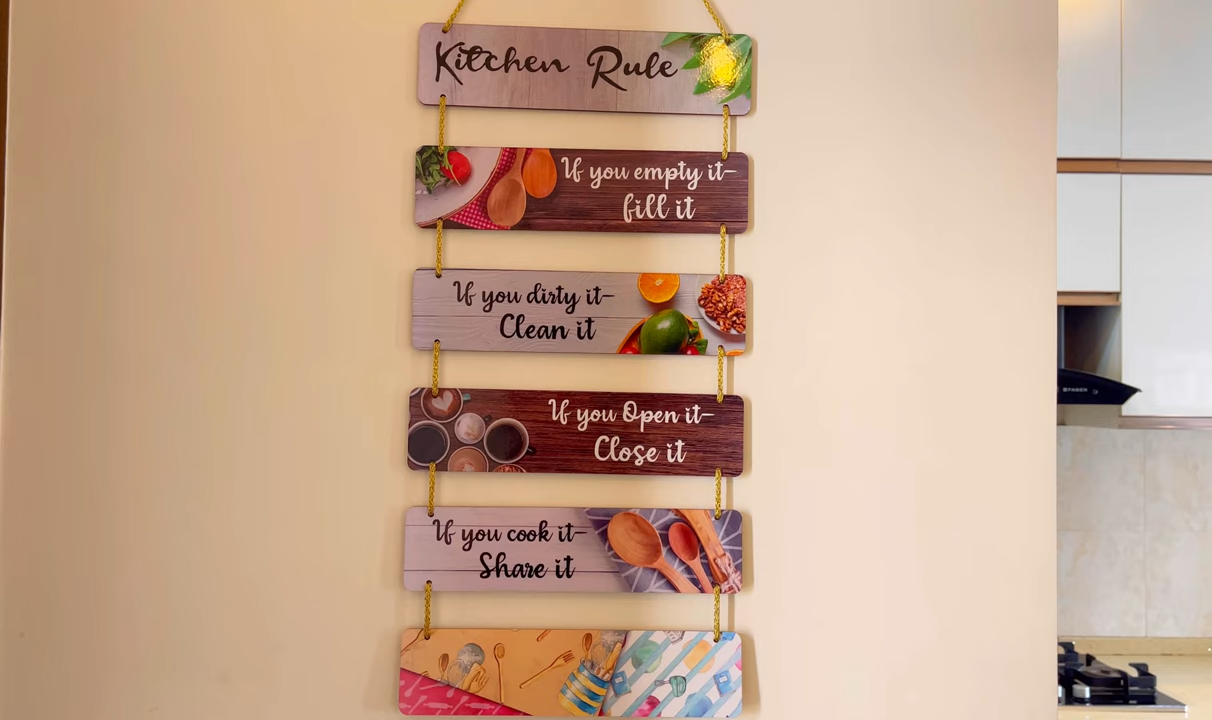 Kitchen Rule
If you empty it-
fill it
If you dirty it-
Clean it
If you Open it-
Close it
If you cook it-
Share it
FABER